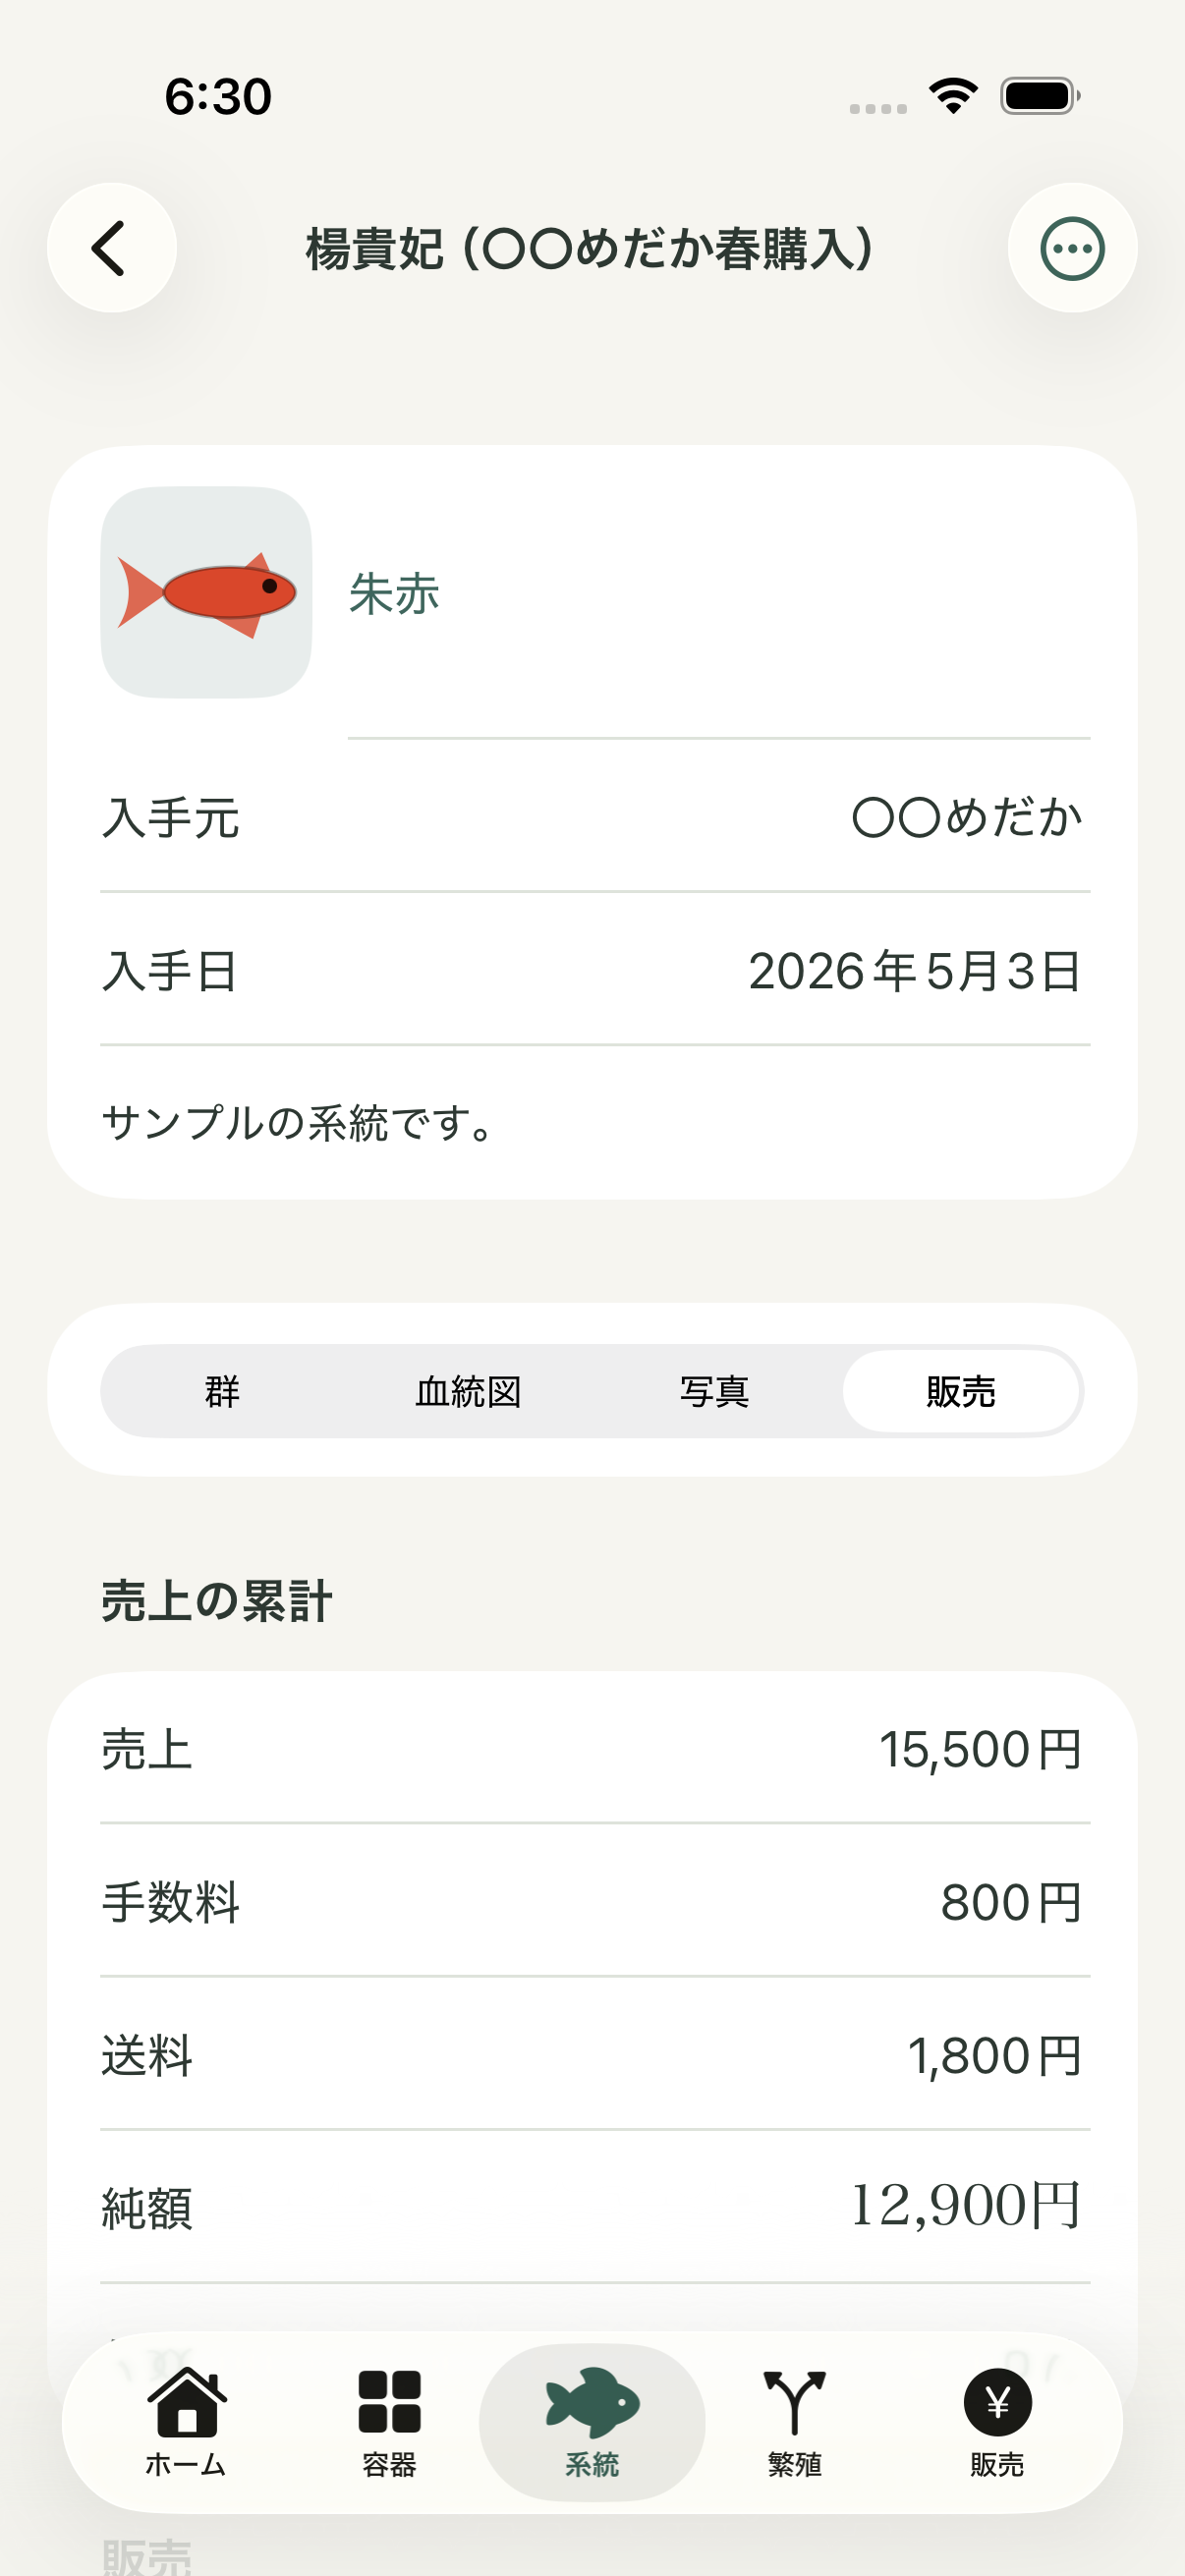 6:30
楊貴妃（〇〇めだか春購入）
朱赤
入手元 〇〇めだか
入手日 2026年5月3日
サンプルの系統です。
群 血統図 写真 販売
売上の累計
売上 15,500円
手数料 800円
送料 1,800円
純額 12,900円
ホーム 容器 系統 繁殖 販売
販売